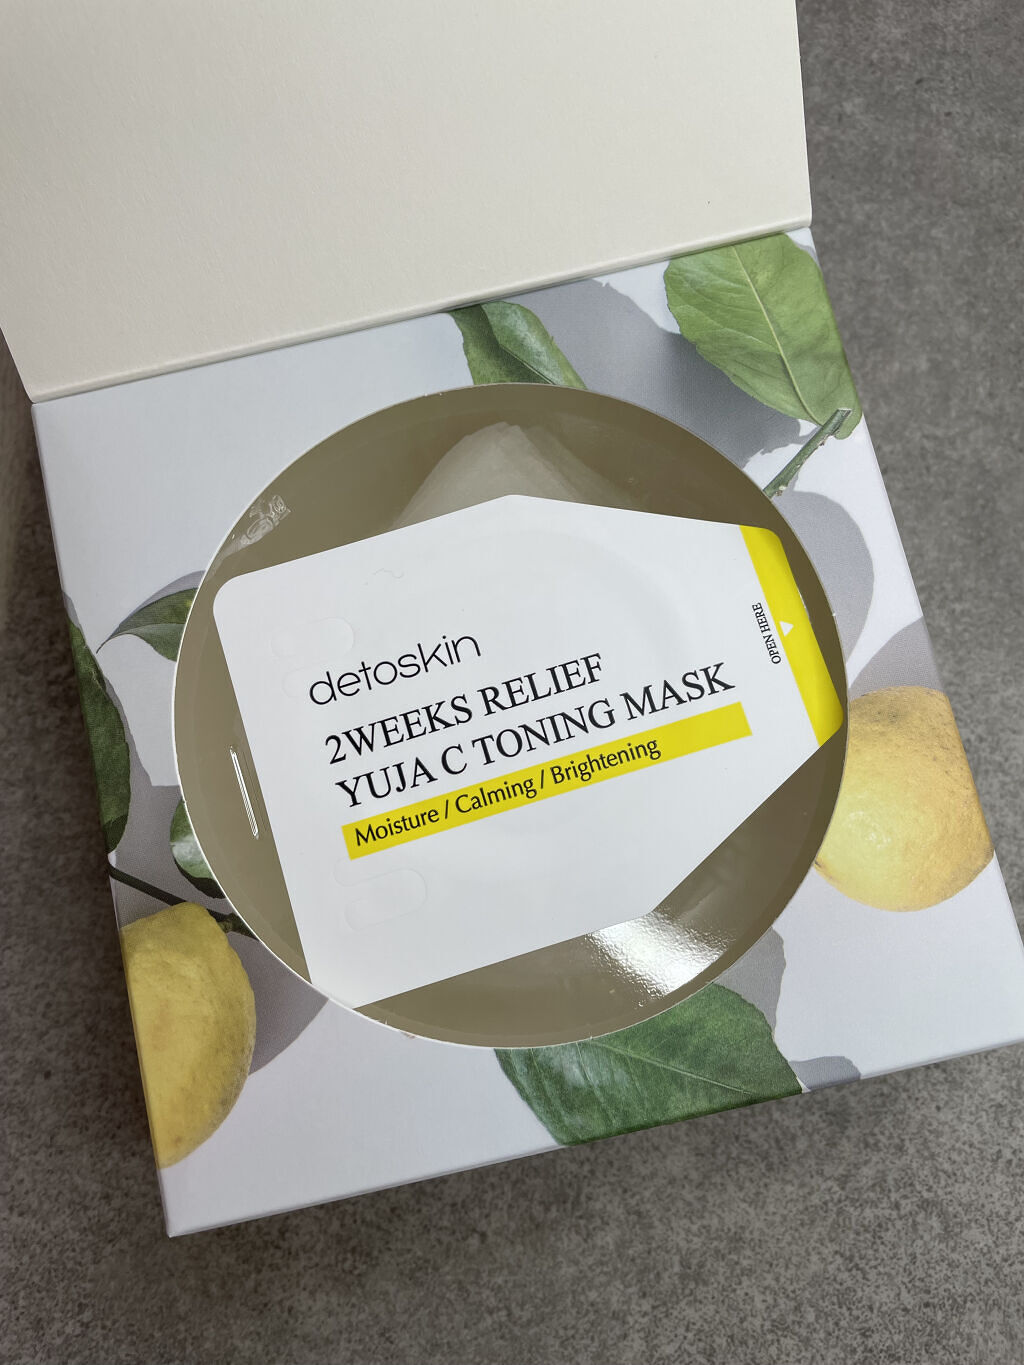 detoskin
2WEEKS RELIEF
YUJA C TONING MASK
Moisture / Calming / Brightening
OPEN HERE